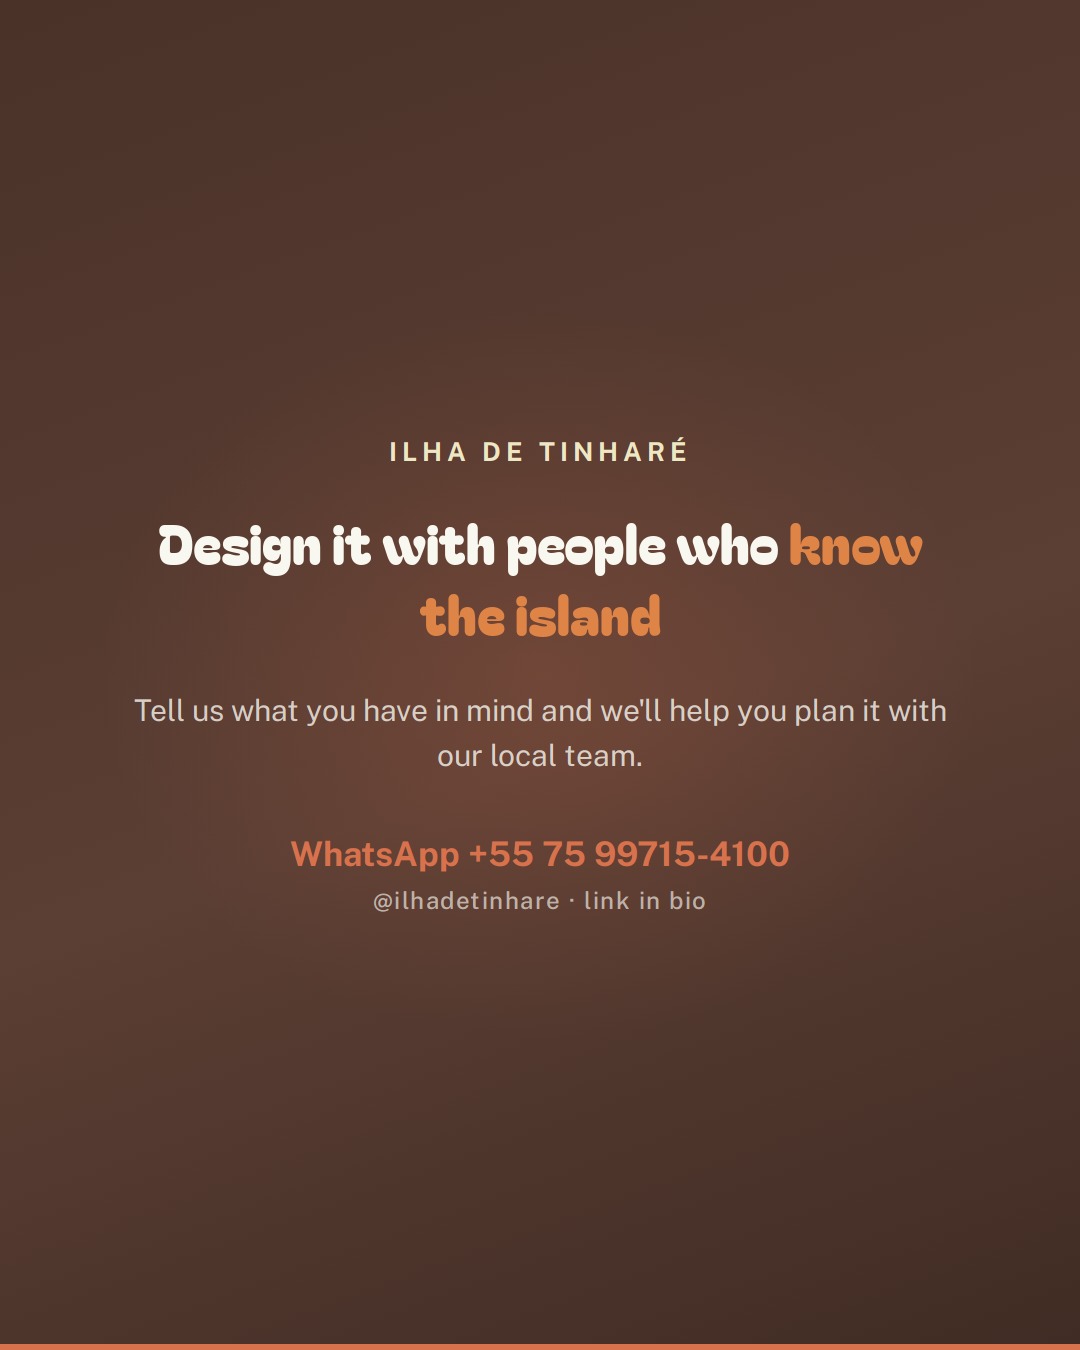 ILHA DE TINHARÉ
Design it with people who know
the island
Tell us what you have in mind and we'll help you plan it with
our local team.
WhatsApp +55 75 99715-4100
@ilhadetinhare · link in bio